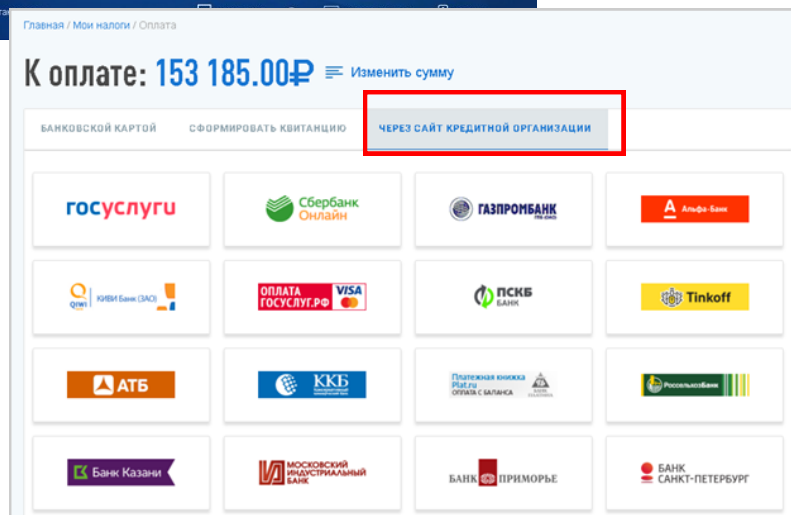 Главная / Мои налоги / Оплата
К оплате: 153 185.00₽ Изменить сумму
БАНКОВСКОЙ КАРТОЙ СФОРМИРОВАТЬ КВИТАНЦИЮ ЧЕРЕЗ САЙТ КРЕДИТНОЙ ОРГАНИЗАЦИИ
госуслуги
Сбербанк
Онлайн
ГАЗПРОМБАНК
Альфа-Банк
QIWI КИВИ Банк (ЗАО)
ОПЛАТА
ГОСУСЛУГ.РФ
VISA
ПСКБ
БАНК
Tinkoff
АТБ
ККБ
Платежная книжка
Plat.ru
ОПЛАТА С БАЛАНСА
РоссельхозБанк
Банк Казани
МОСКОВСКИЙ
ИНДУСТРИАЛЬНЫЙ
БАНК
БАНК ПРИМОРЬЕ
БАНК
САНКТ-ПЕТЕРБУРГ